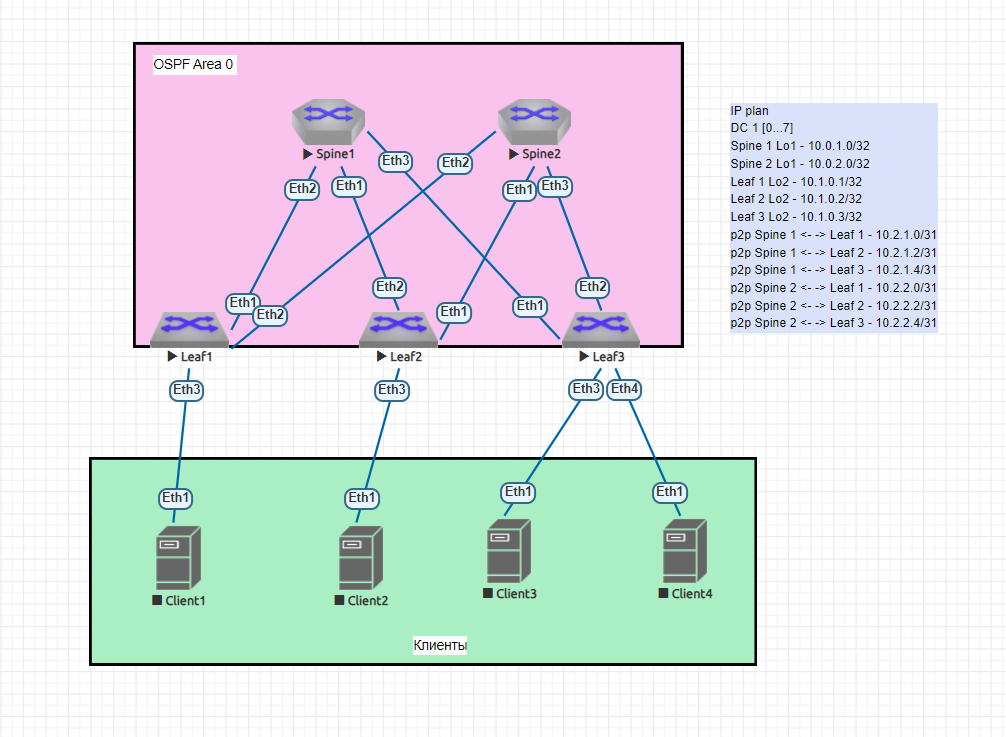 OSPF Area 0
IP plan
DC 1 [0...7]
Spine 1 Lo1 - 10.0.1.0/32
Spine 2 Lo1 - 10.0.2.0/32
Leaf 1 Lo2 - 10.1.0.1/32
Leaf 2 Lo2 - 10.1.0.2/32
Leaf 3 Lo2 - 10.1.0.3/32
p2p Spine 1 <- -> Leaf 1 - 10.2.1.0/31
p2p Spine 1 <- -> Leaf 2 - 10.2.1.2/31
p2p Spine 1 <- -> Leaf 3 - 10.2.1.4/31
p2p Spine 2 <- -> Leaf 1 - 10.2.2.0/31
p2p Spine 2 <- -> Leaf 2 - 10.2.2.2/31
p2p Spine 2 <- -> Leaf 3 - 10.2.2.4/31
Spine1
Spine2
Eth3
Eth2
Eth2
Eth1
Eth1
Eth3
Eth2
Eth2
Eth1
Eth2
Eth1
Eth1
Leaf1
Leaf2
Leaf3
Eth3
Eth3
Eth3
Eth4
Eth1
Eth1
Eth1
Eth1
Client1
Client2
Client3
Client4
Клиенты